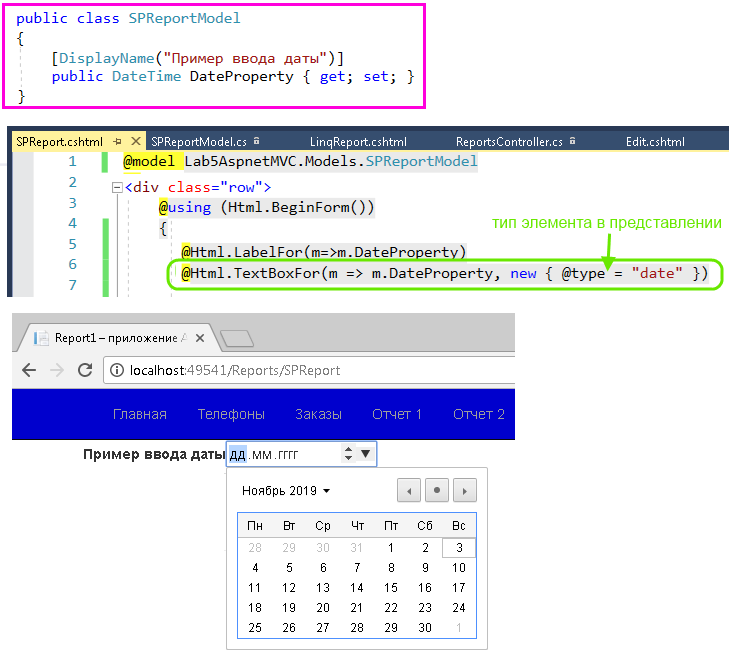 public class SPReportModel
{
[DisplayName("Пример ввода даты")]
public DateTime DateProperty { get; set; }
}
SPReport.cshtml SPReportModel.cs LinqReport.cshtml ReportsController.cs Edit.cshtml
1 @model Lab5AspnetMVC.Models.SPReportModel
2 <div class="row">
3 @using (Html.BeginForm())
4 {
тип элемента в представлении
5 @Html.LabelFor(m=>m.DateProperty)
6 @Html.TextBoxFor(m => m.DateProperty, new { @type = "date" })
7
Report1 – приложение
localhost:49541/Reports/SPReport
Главная Телефоны Заказы Отчет 1 Отчет 2
Пример ввода даты дд.мм.гггг
Ноябрь 2019
Пн Вт Ср Чт Пт Сб Вс
28 29 30 31 1 2 3
4 5 6 7 8 9 10
11 12 13 14 15 16 17
18 19 20 21 22 23 24
25 26 27 28 29 30 1